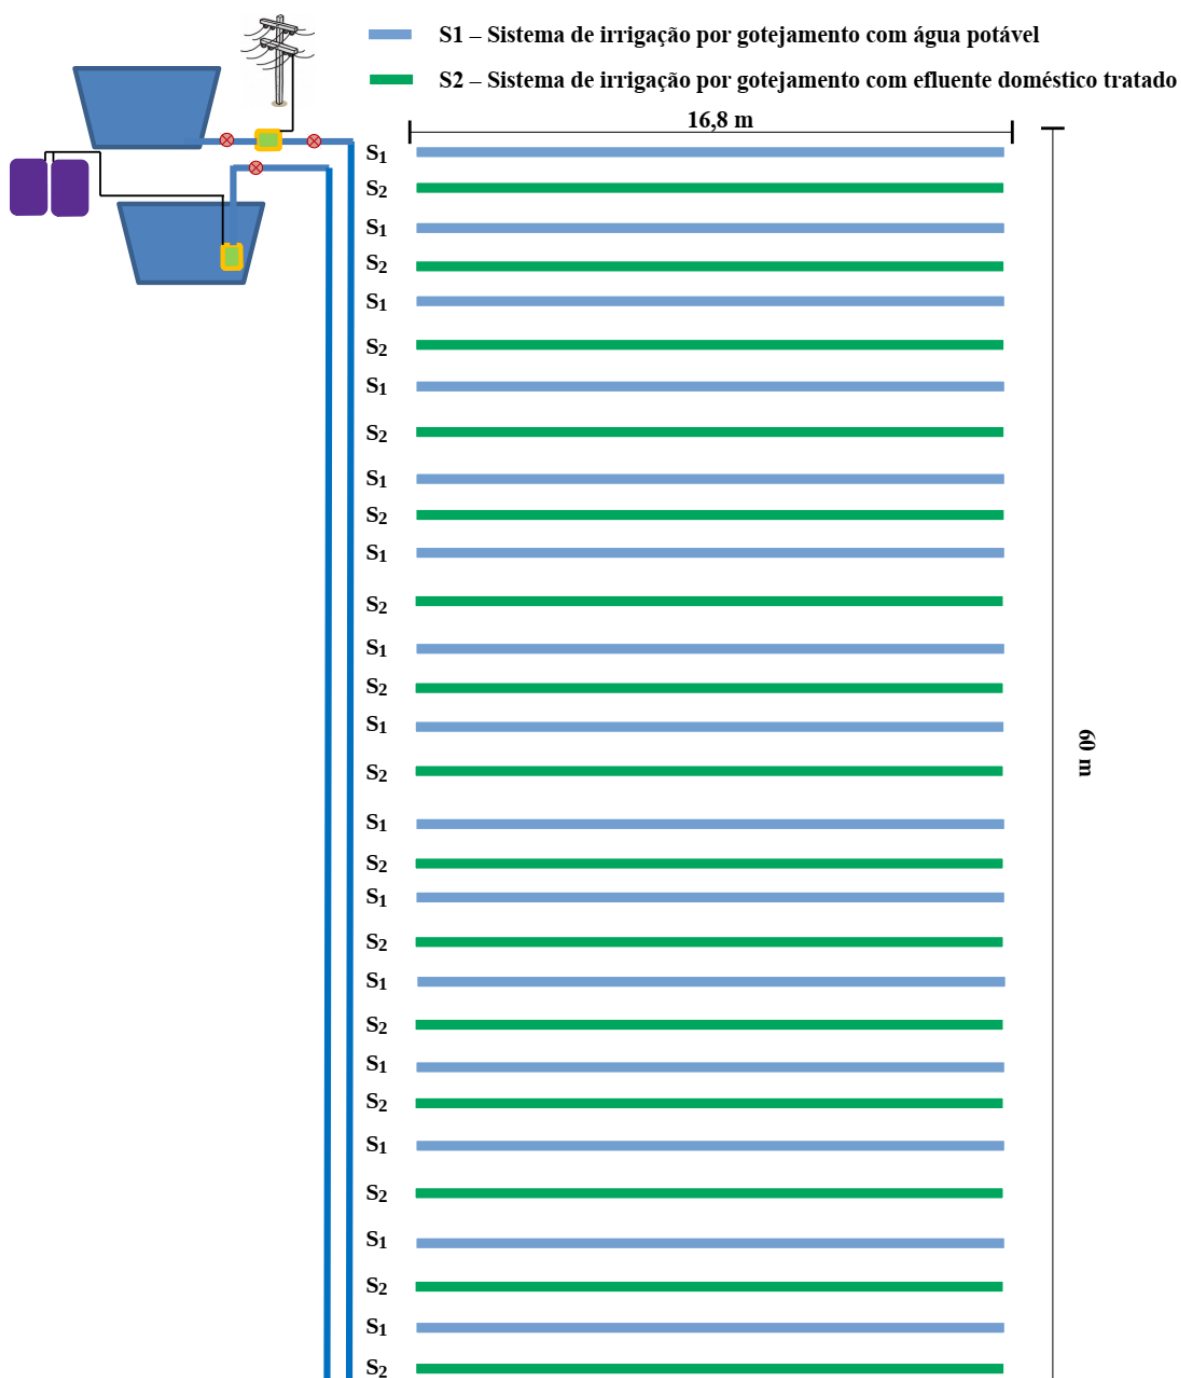 S1 – Sistema de irrigação por gotejamento com água potável
S2 – Sistema de irrigação por gotejamento com efluente doméstico tratado
16,8 m
S1
S2
S1
S2
S1
S2
S1
S2
S1
S2
S1
S2
S1
S2
S1
60 m
S2
S1
S2
S1
S2
S1
S2
S1
S2
S1
S2
S1
S2
S1
S2